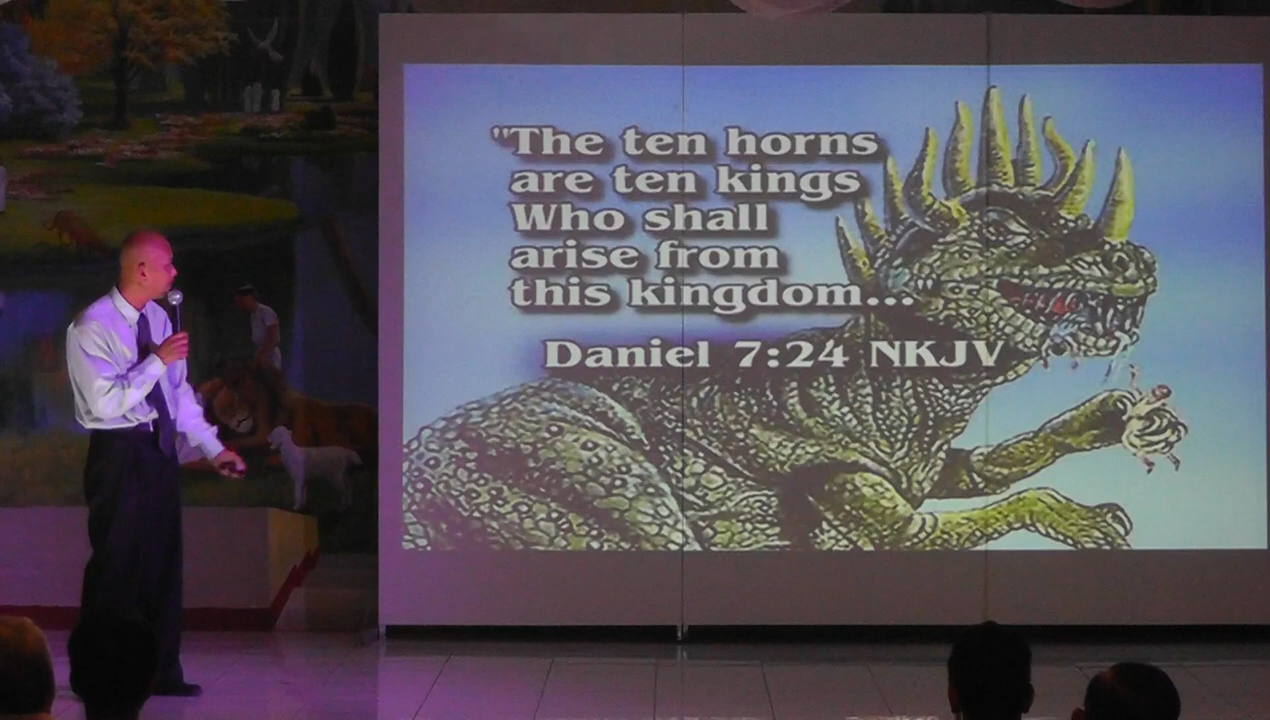 "The ten horns
are ten kings
Who shall
arise from
this kingdom...
Daniel 7:24 NKJV